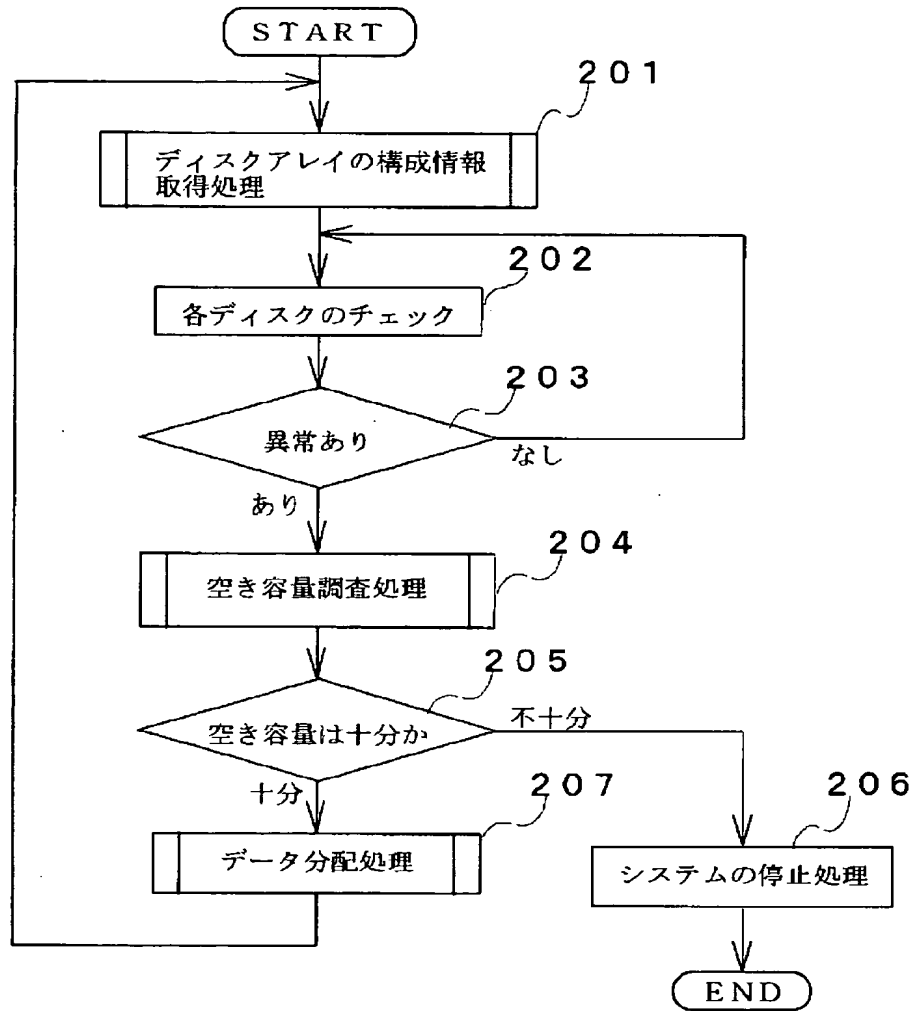 START
201
ディスクアレイの構成情報
取得処理
202
各ディスクのチェック
203
異常あり
なし
あり
204
空き容量調査処理
205
空き容量は十分か
不十分
十分
207
206
データ分配処理
システムの停止処理
END